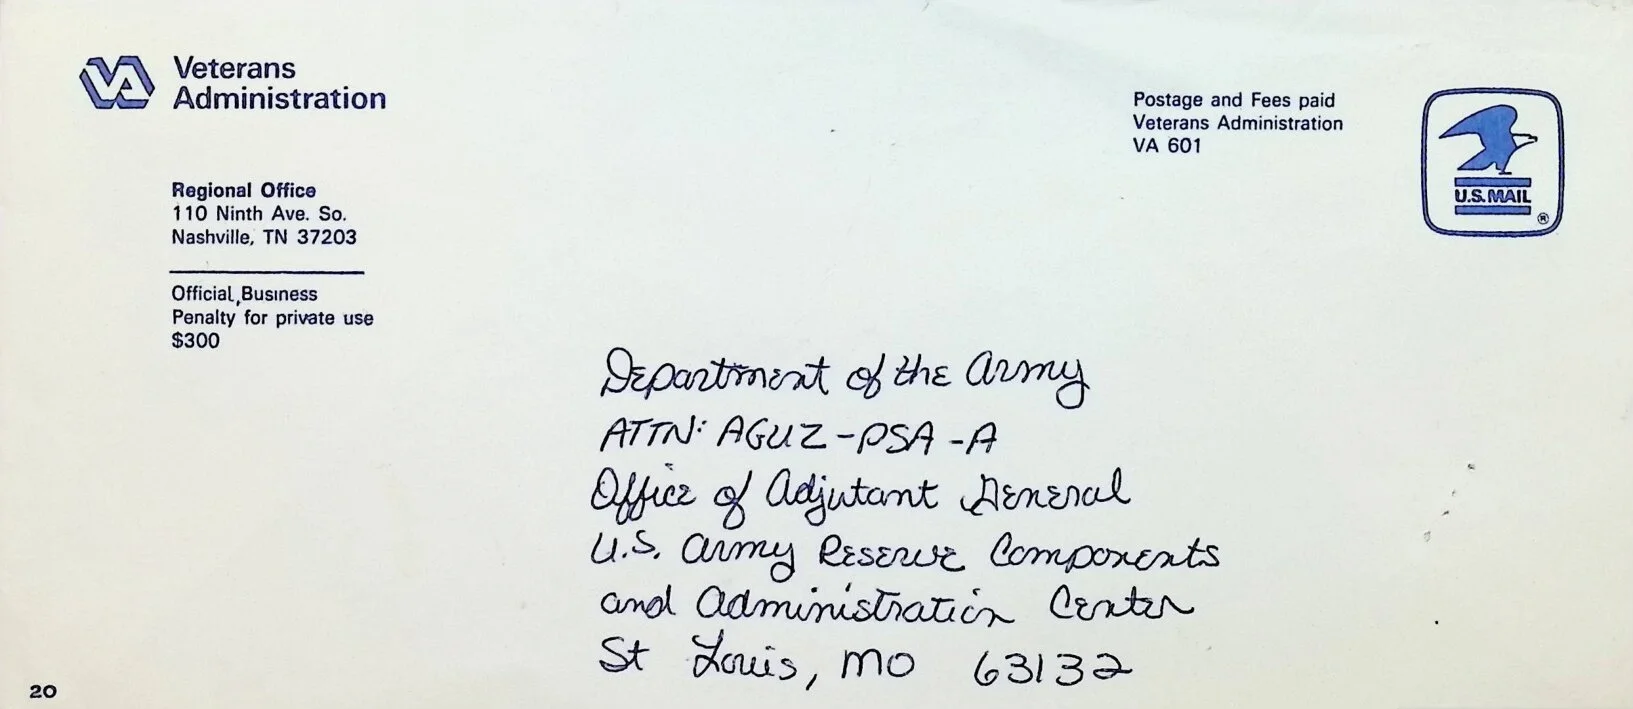 VA Veterans
Administration
Regional Office
110 Ninth Ave. So.
Nashville, TN 37203
Official Business
Penalty for private use
$300
Postage and Fees paid
Veterans Administration
VA 601
U.S.MAIL
®
Department of the Army
ATTN: AGUZ-PSA-A
Office of Adjutant General
U.S. Army Reserve Components
and Administration Center
St Louis, MO 63132
20